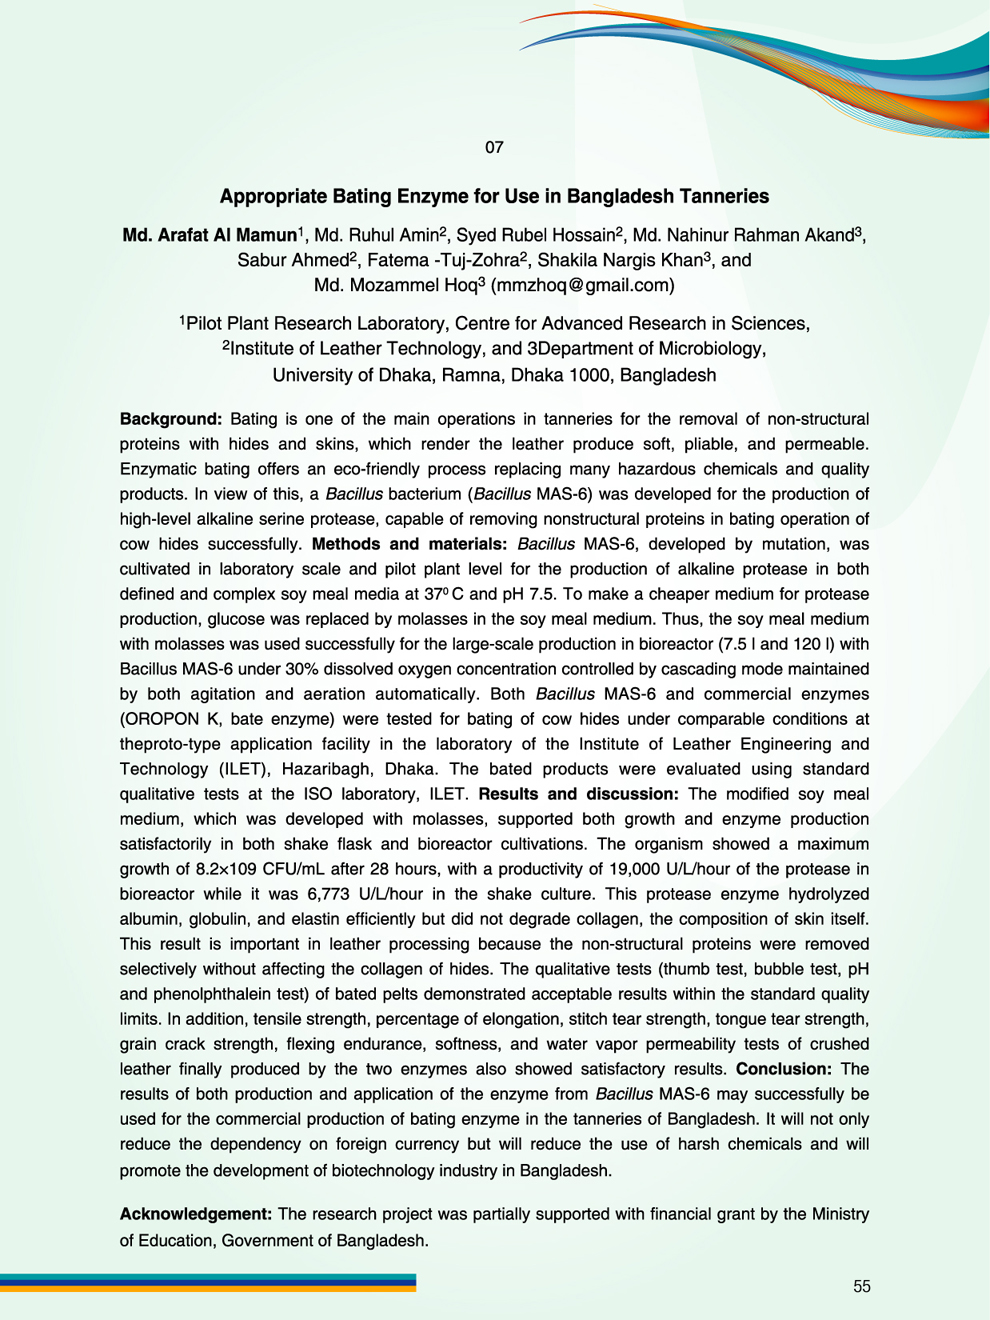 07
Appropriate Bating Enzyme for Use in Bangladesh Tanneries
Md. Arafat Al Mamun1, Md. Ruhul Amin2, Syed Rubel Hossain2, Md. Nahinur Rahman Akand3,
Sabur Ahmed2, Fatema -Tuj-Zohra2, Shakila Nargis Khan3, and
Md. Mozammel Hoq3 (mmzhoq@gmail.com)
1Pilot Plant Research Laboratory, Centre for Advanced Research in Sciences,
2Institute of Leather Technology, and 3Department of Microbiology,
University of Dhaka, Ramna, Dhaka 1000, Bangladesh
Background: Bating is one of the main operations in tanneries for the removal of non-structural
proteins with hides and skins, which render the leather produce soft, pliable, and permeable.
Enzymatic bating offers an eco-friendly process replacing many hazardous chemicals and quality
products. In view of this, a Bacillus bacterium (Bacillus MAS-6) was developed for the production of
high-level alkaline serine protease, capable of removing nonstructural proteins in bating operation of
cow hides successfully. Methods and materials: Bacillus MAS-6, developed by mutation, was
cultivated in laboratory scale and pilot plant level for the production of alkaline protease in both
defined and complex soy meal media at 37⁰ C and pH 7.5. To make a cheaper medium for protease
production, glucose was replaced by molasses in the soy meal medium. Thus, the soy meal medium
with molasses was used successfully for the large-scale production in bioreactor (7.5 l and 120 l) with
Bacillus MAS-6 under 30% dissolved oxygen concentration controlled by cascading mode maintained
by both agitation and aeration automatically. Both Bacillus MAS-6 and commercial enzymes
(OROPON K, bate enzyme) were tested for bating of cow hides under comparable conditions at
theproto-type application facility in the laboratory of the Institute of Leather Engineering and
Technology (ILET), Hazaribagh, Dhaka. The bated products were evaluated using standard
qualitative tests at the ISO laboratory, ILET. Results and discussion: The modified soy meal
medium, which was developed with molasses, supported both growth and enzyme production
satisfactorily in both shake flask and bioreactor cultivations. The organism showed a maximum
growth of 8.2×109 CFU/mL after 28 hours, with a productivity of 19,000 U/L/hour of the protease in
bioreactor while it was 6,773 U/L/hour in the shake culture. This protease enzyme hydrolyzed
albumin, globulin, and elastin efficiently but did not degrade collagen, the composition of skin itself.
This result is important in leather processing because the non-structural proteins were removed
selectively without affecting the collagen of hides. The qualitative tests (thumb test, bubble test, pH
and phenolphthalein test) of bated pelts demonstrated acceptable results within the standard quality
limits. In addition, tensile strength, percentage of elongation, stitch tear strength, tongue tear strength,
grain crack strength, flexing endurance, softness, and water vapor permeability tests of crushed
leather finally produced by the two enzymes also showed satisfactory results. Conclusion: The
results of both production and application of the enzyme from Bacillus MAS-6 may successfully be
used for the commercial production of bating enzyme in the tanneries of Bangladesh. It will not only
reduce the dependency on foreign currency but will reduce the use of harsh chemicals and will
promote the development of biotechnology industry in Bangladesh.
Acknowledgement: The research project was partially supported with financial grant by the Ministry
of Education, Government of Bangladesh.
55